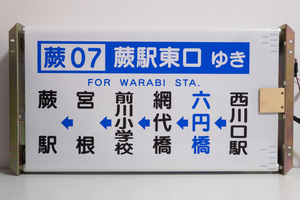 蕨07 蕨駅東口 ゆき
FOR WARABI STA.
西川口駅
六円橋
網代橋
前川小学校
宮根
蕨駅